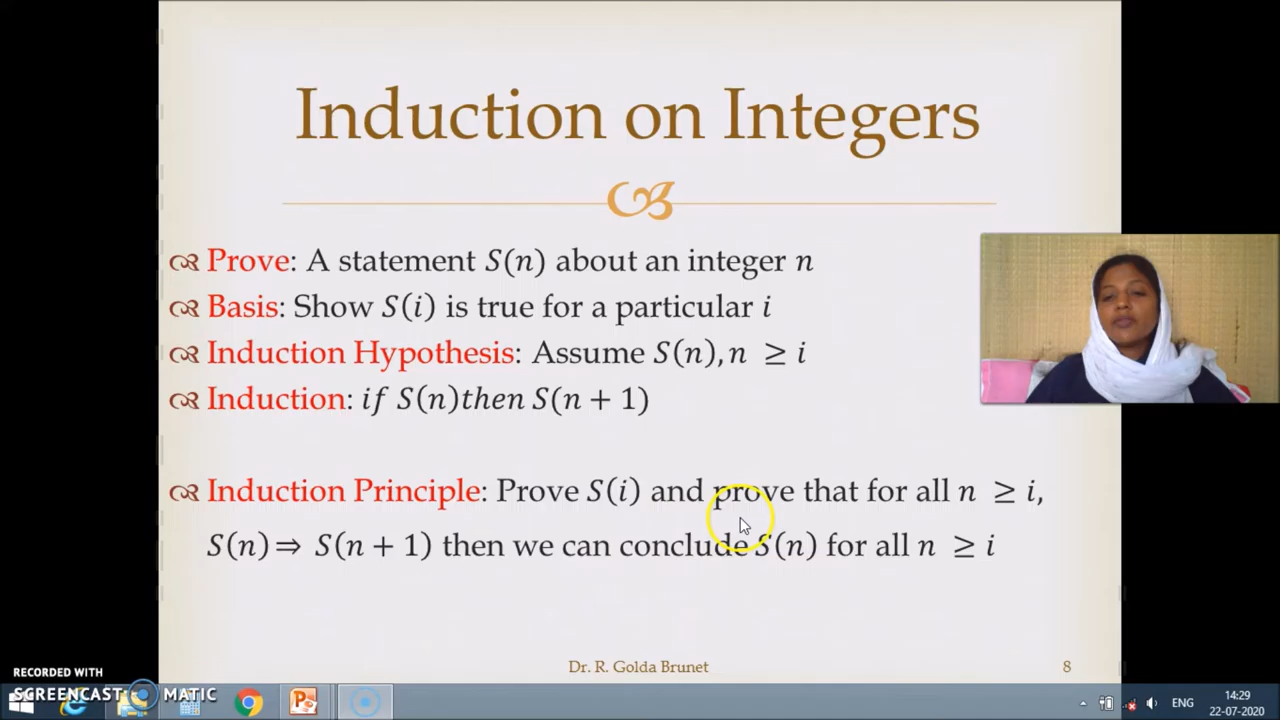 Induction on Integers
Prove: A statement S(n) about an integer n
Basis: Show S(i) is true for a particular i
Induction Hypothesis: Assume S(n), n ≥ i
Induction: if S(n)then S(n + 1)
Induction Principle: Prove S(i) and prove that for all n ≥ i,
S(n) ⇒ S(n + 1) then we can conclude S(n) for all n ≥ i
Dr. R. Golda Brunet
8
RECORDED WITH
SCREENCAST MATIC
ENG
14:29
22-07-2020